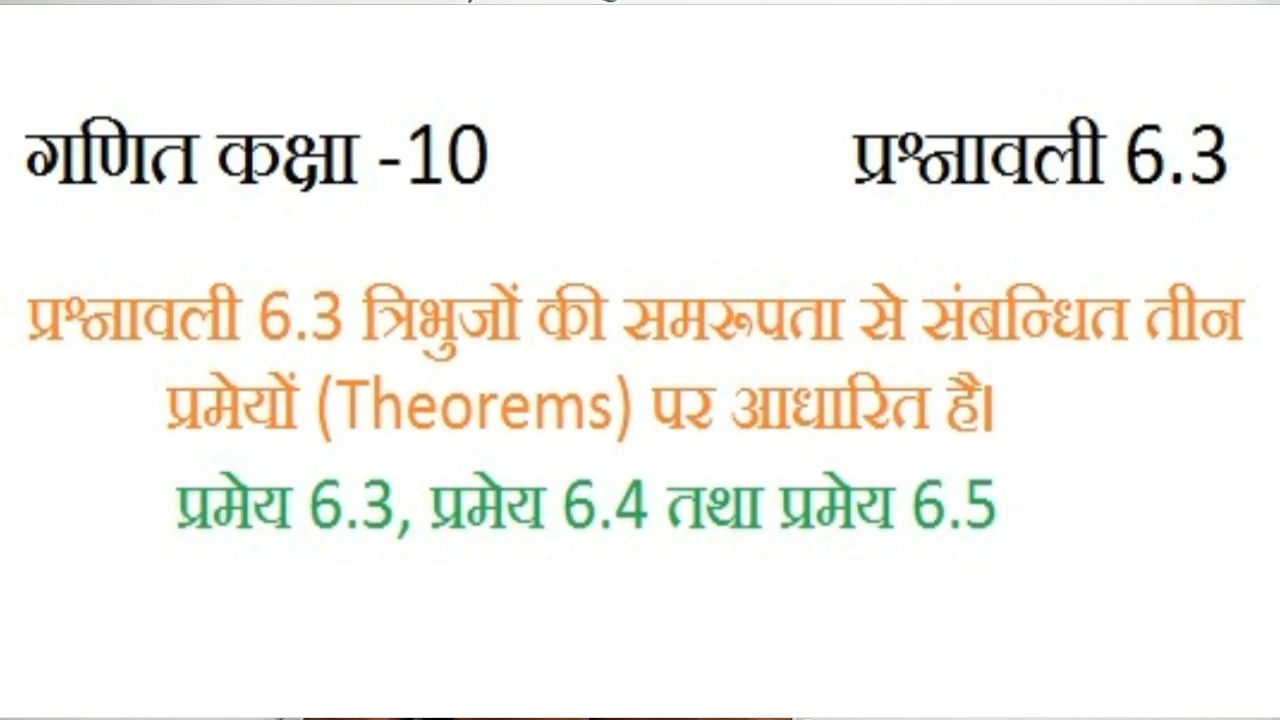 गणित कक्षा -10 प्रश्नावली 6.3
प्रश्नावली 6.3 त्रिभुजों की समरूपता से संबन्धित तीन
प्रमेयों (Theorems) पर आधारित है।
प्रमेय 6.3, प्रमेय 6.4 तथा प्रमेय 6.5